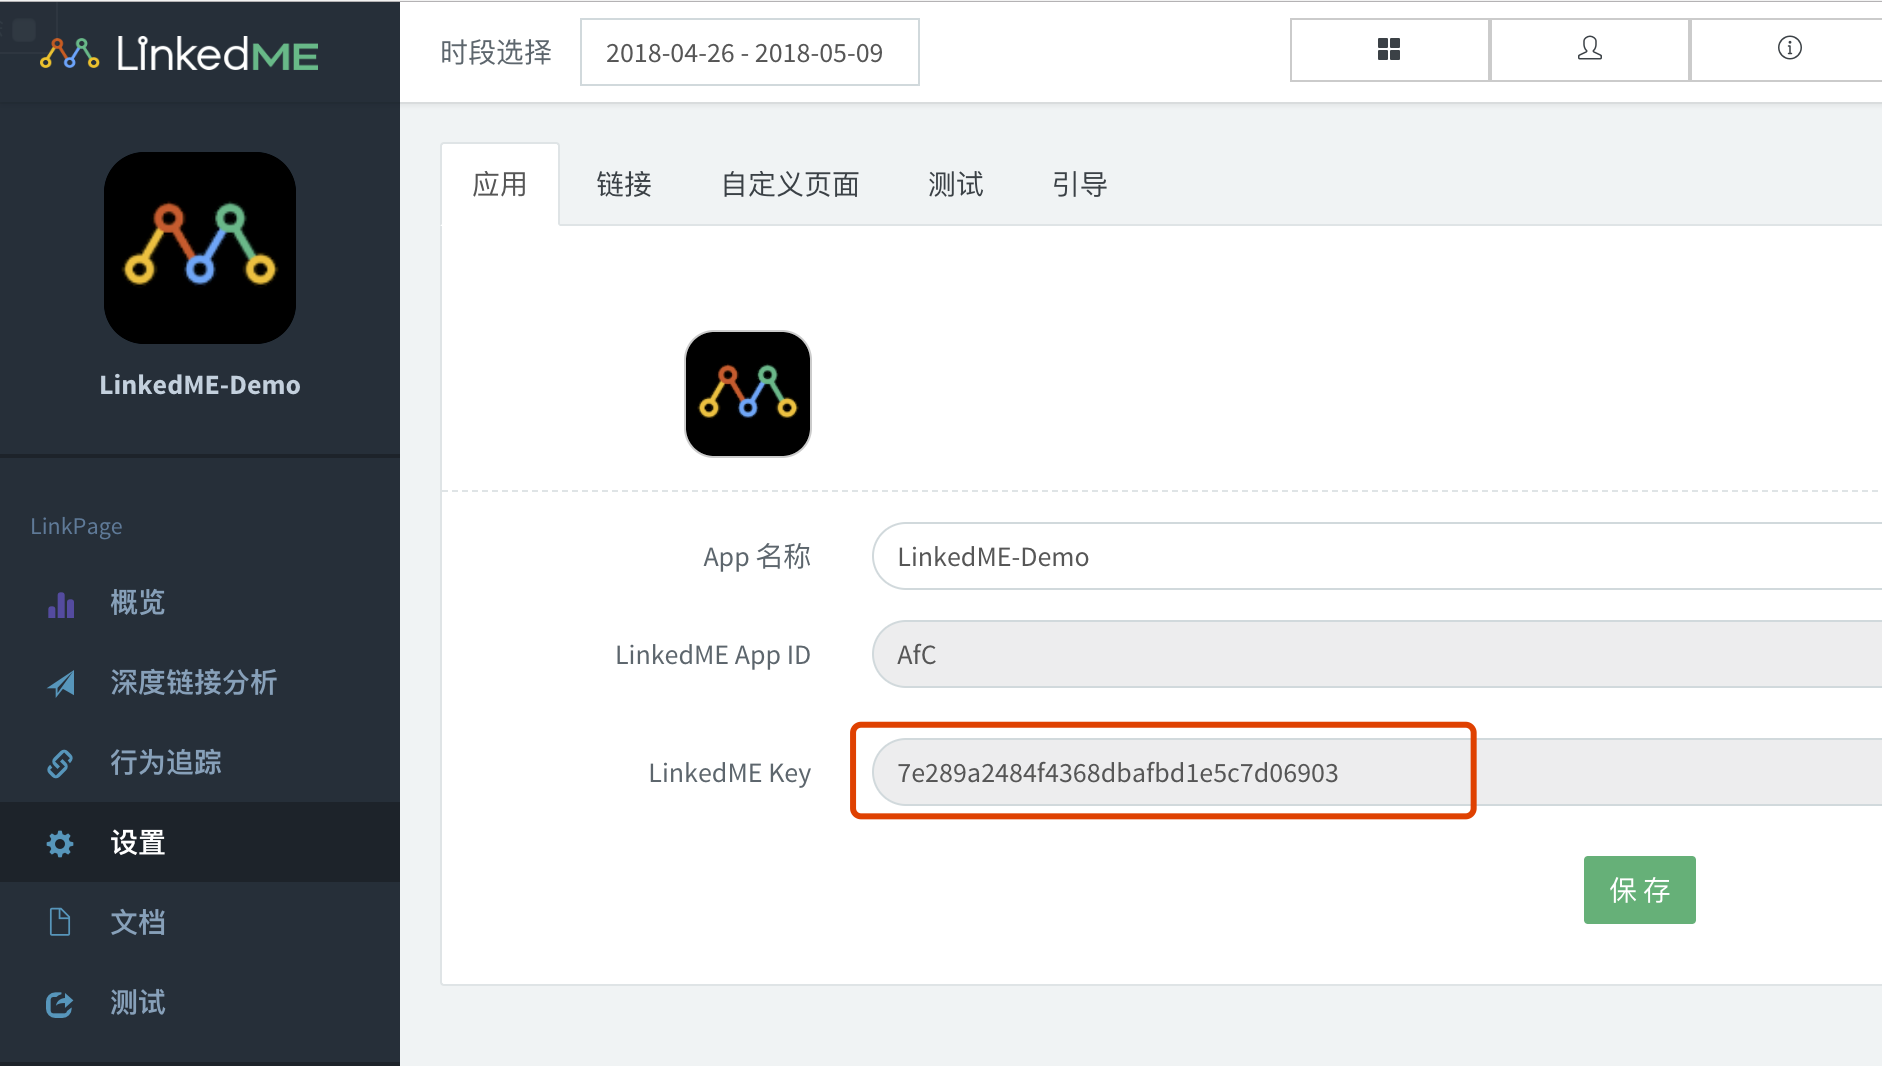 LinkedME
时段选择
2018-04-26 - 2018-05-09
LinkedME-Demo
LinkPage
概览
深度链接分析
行为追踪
设置
文档
测试
应用
链接
自定义页面
测试
引导
App 名称
LinkedME-Demo
LinkedME App ID
AfC
LinkedME Key
7e289a2484f4368dbafbd1e5c7d06903
保 存